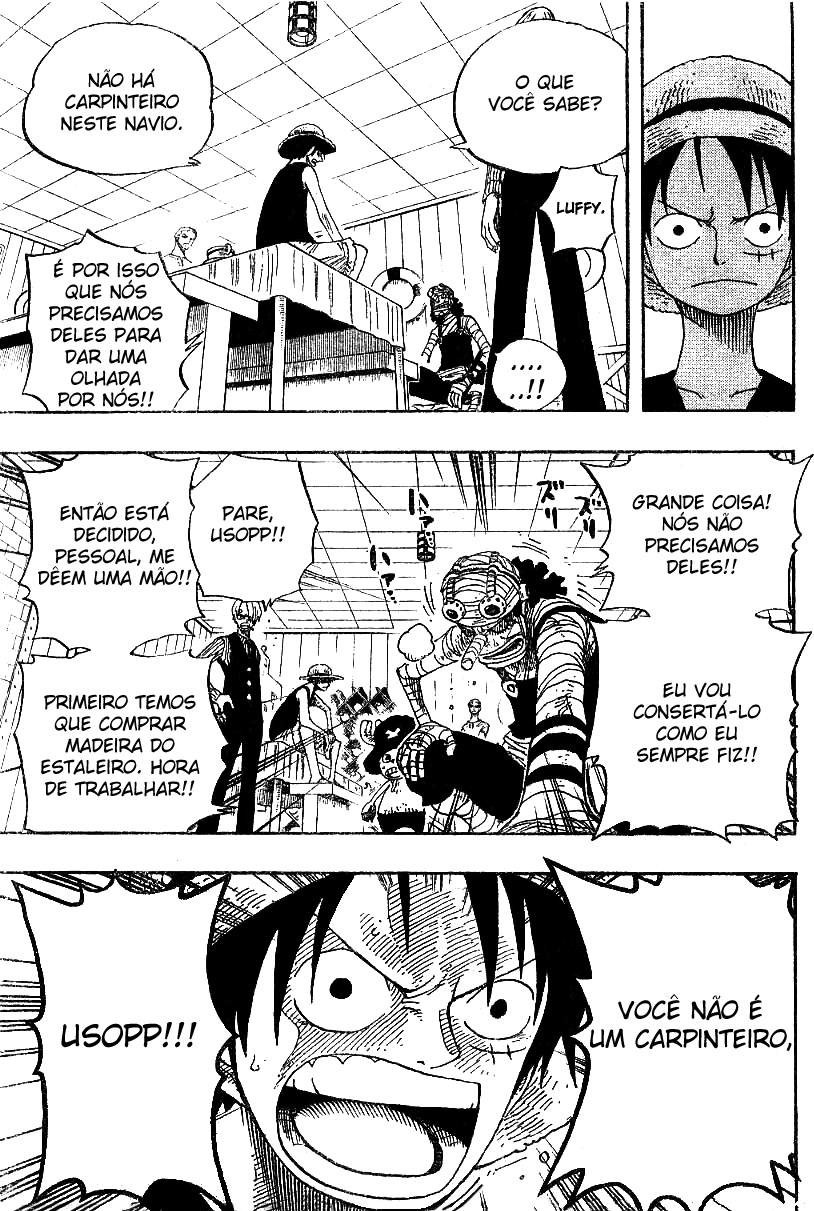 O QUE
VOCÊ SABE?
LUFFY.
NÃO HÁ
CARPINTEIRO
NESTE NAVIO.
É POR ISSO
QUE NÓS
PRECISAMOS
DELES PARA
DAR UMA
OLHADA
POR NÓS!!
....
..!!
GRANDE COISA!
NÓS NÃO
PRECISAMOS
DELES!!
EU VOU
CONSERTÁ-LO
COMO EU
SEMPRE FIZ!!
ズ
ズ
PARE,
USOPP!!
ENTÃO ESTÁ
DECIDIDO,
PESSOAL, ME
DÊEM UMA MÃO!!
PRIMEIRO TEMOS
QUE COMPRAR
MADEIRA DO
ESTALEIRO. HORA
DE TRABALHAR!!
VOCÊ NÃO É
UM CARPINTEIRO,
USOPP!!!